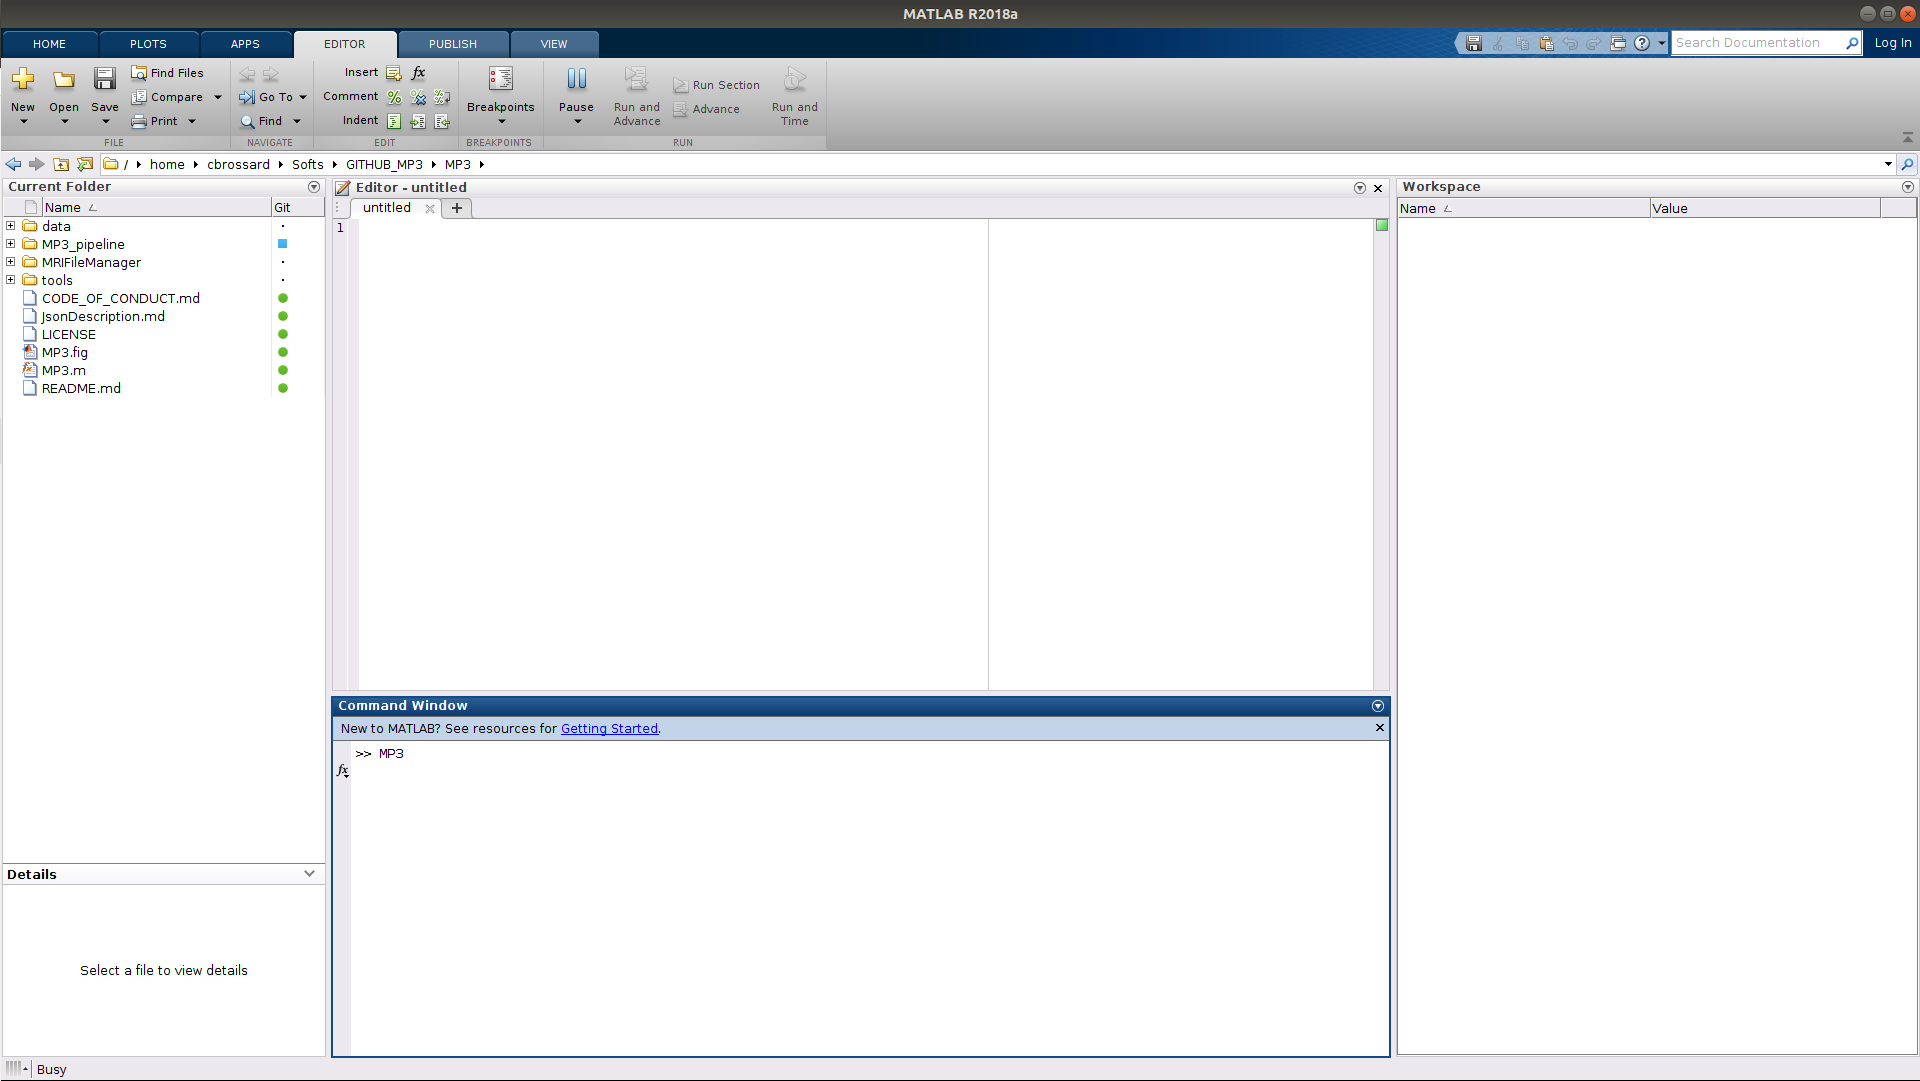 MATLAB R2018a
HOME PLOTS APPS EDITOR PUBLISH VIEW
Search Documentation Log In
New Open Save
Find Files
Compare
Print
FILE
Go To
Find
NAVIGATE
Insert fx
Comment
Indent
EDIT
Breakpoints
BREAKPOINTS
Pause
Run and Advance
Run Section
Advance
Run and Time
RUN
/ home cbrossard Softs GITHUB_MP3 MP3
Current Folder
Name Git
data
MP3_pipeline
MRIFileManager
tools
CODE_OF_CONDUCT.md
JsonDescription.md
LICENSE
MP3.fig
MP3.m
README.md
Details
Select a file to view details
Editor - untitled
untitled
1
Command Window
New to MATLAB? See resources for Getting Started.
>> MP3
fx
Workspace
Name Value
Busy